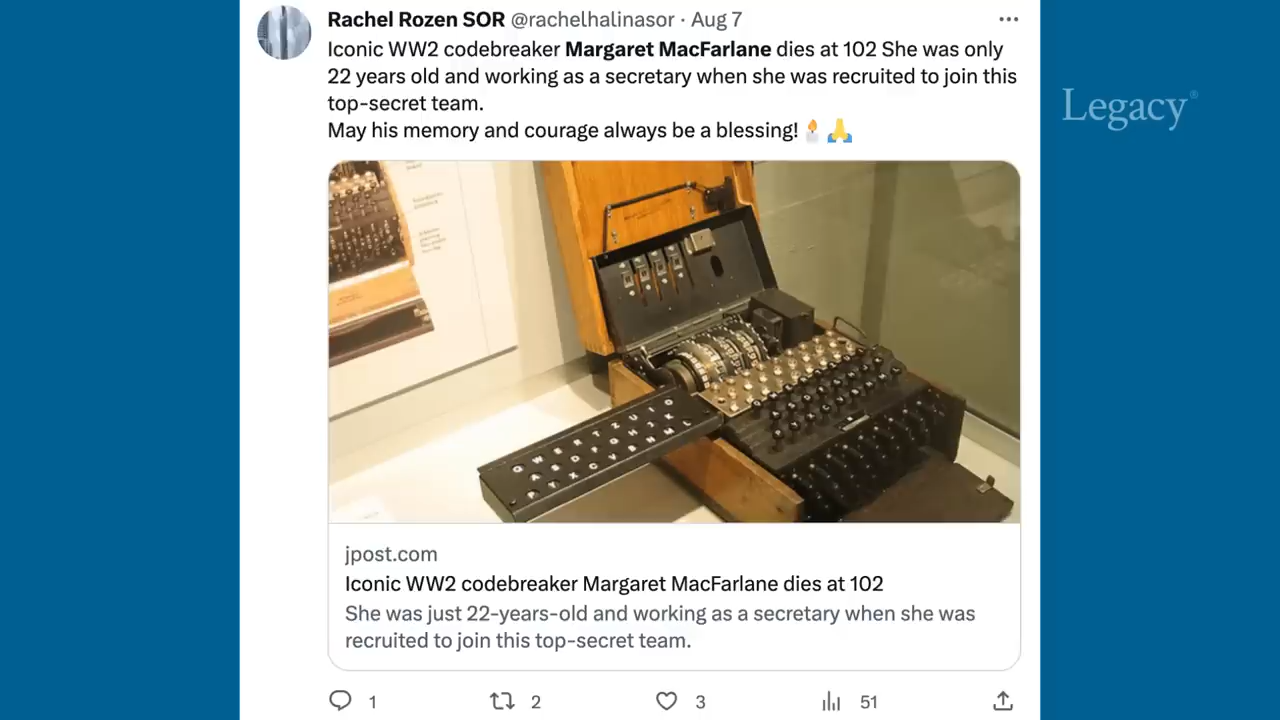 Rachel Rozen SOR @rachelhalinasor · Aug 7
Iconic WW2 codebreaker Margaret MacFarlane dies at 102 She was only
22 years old and working as a secretary when she was recruited to join this
top-secret team.
May his memory and courage always be a blessing! 🕯️🙏
Legacy®
jpost.com
Iconic WW2 codebreaker Margaret MacFarlane dies at 102
She was just 22-years-old and working as a secretary when she was
recruited to join this top-secret team.
1 2 3 51